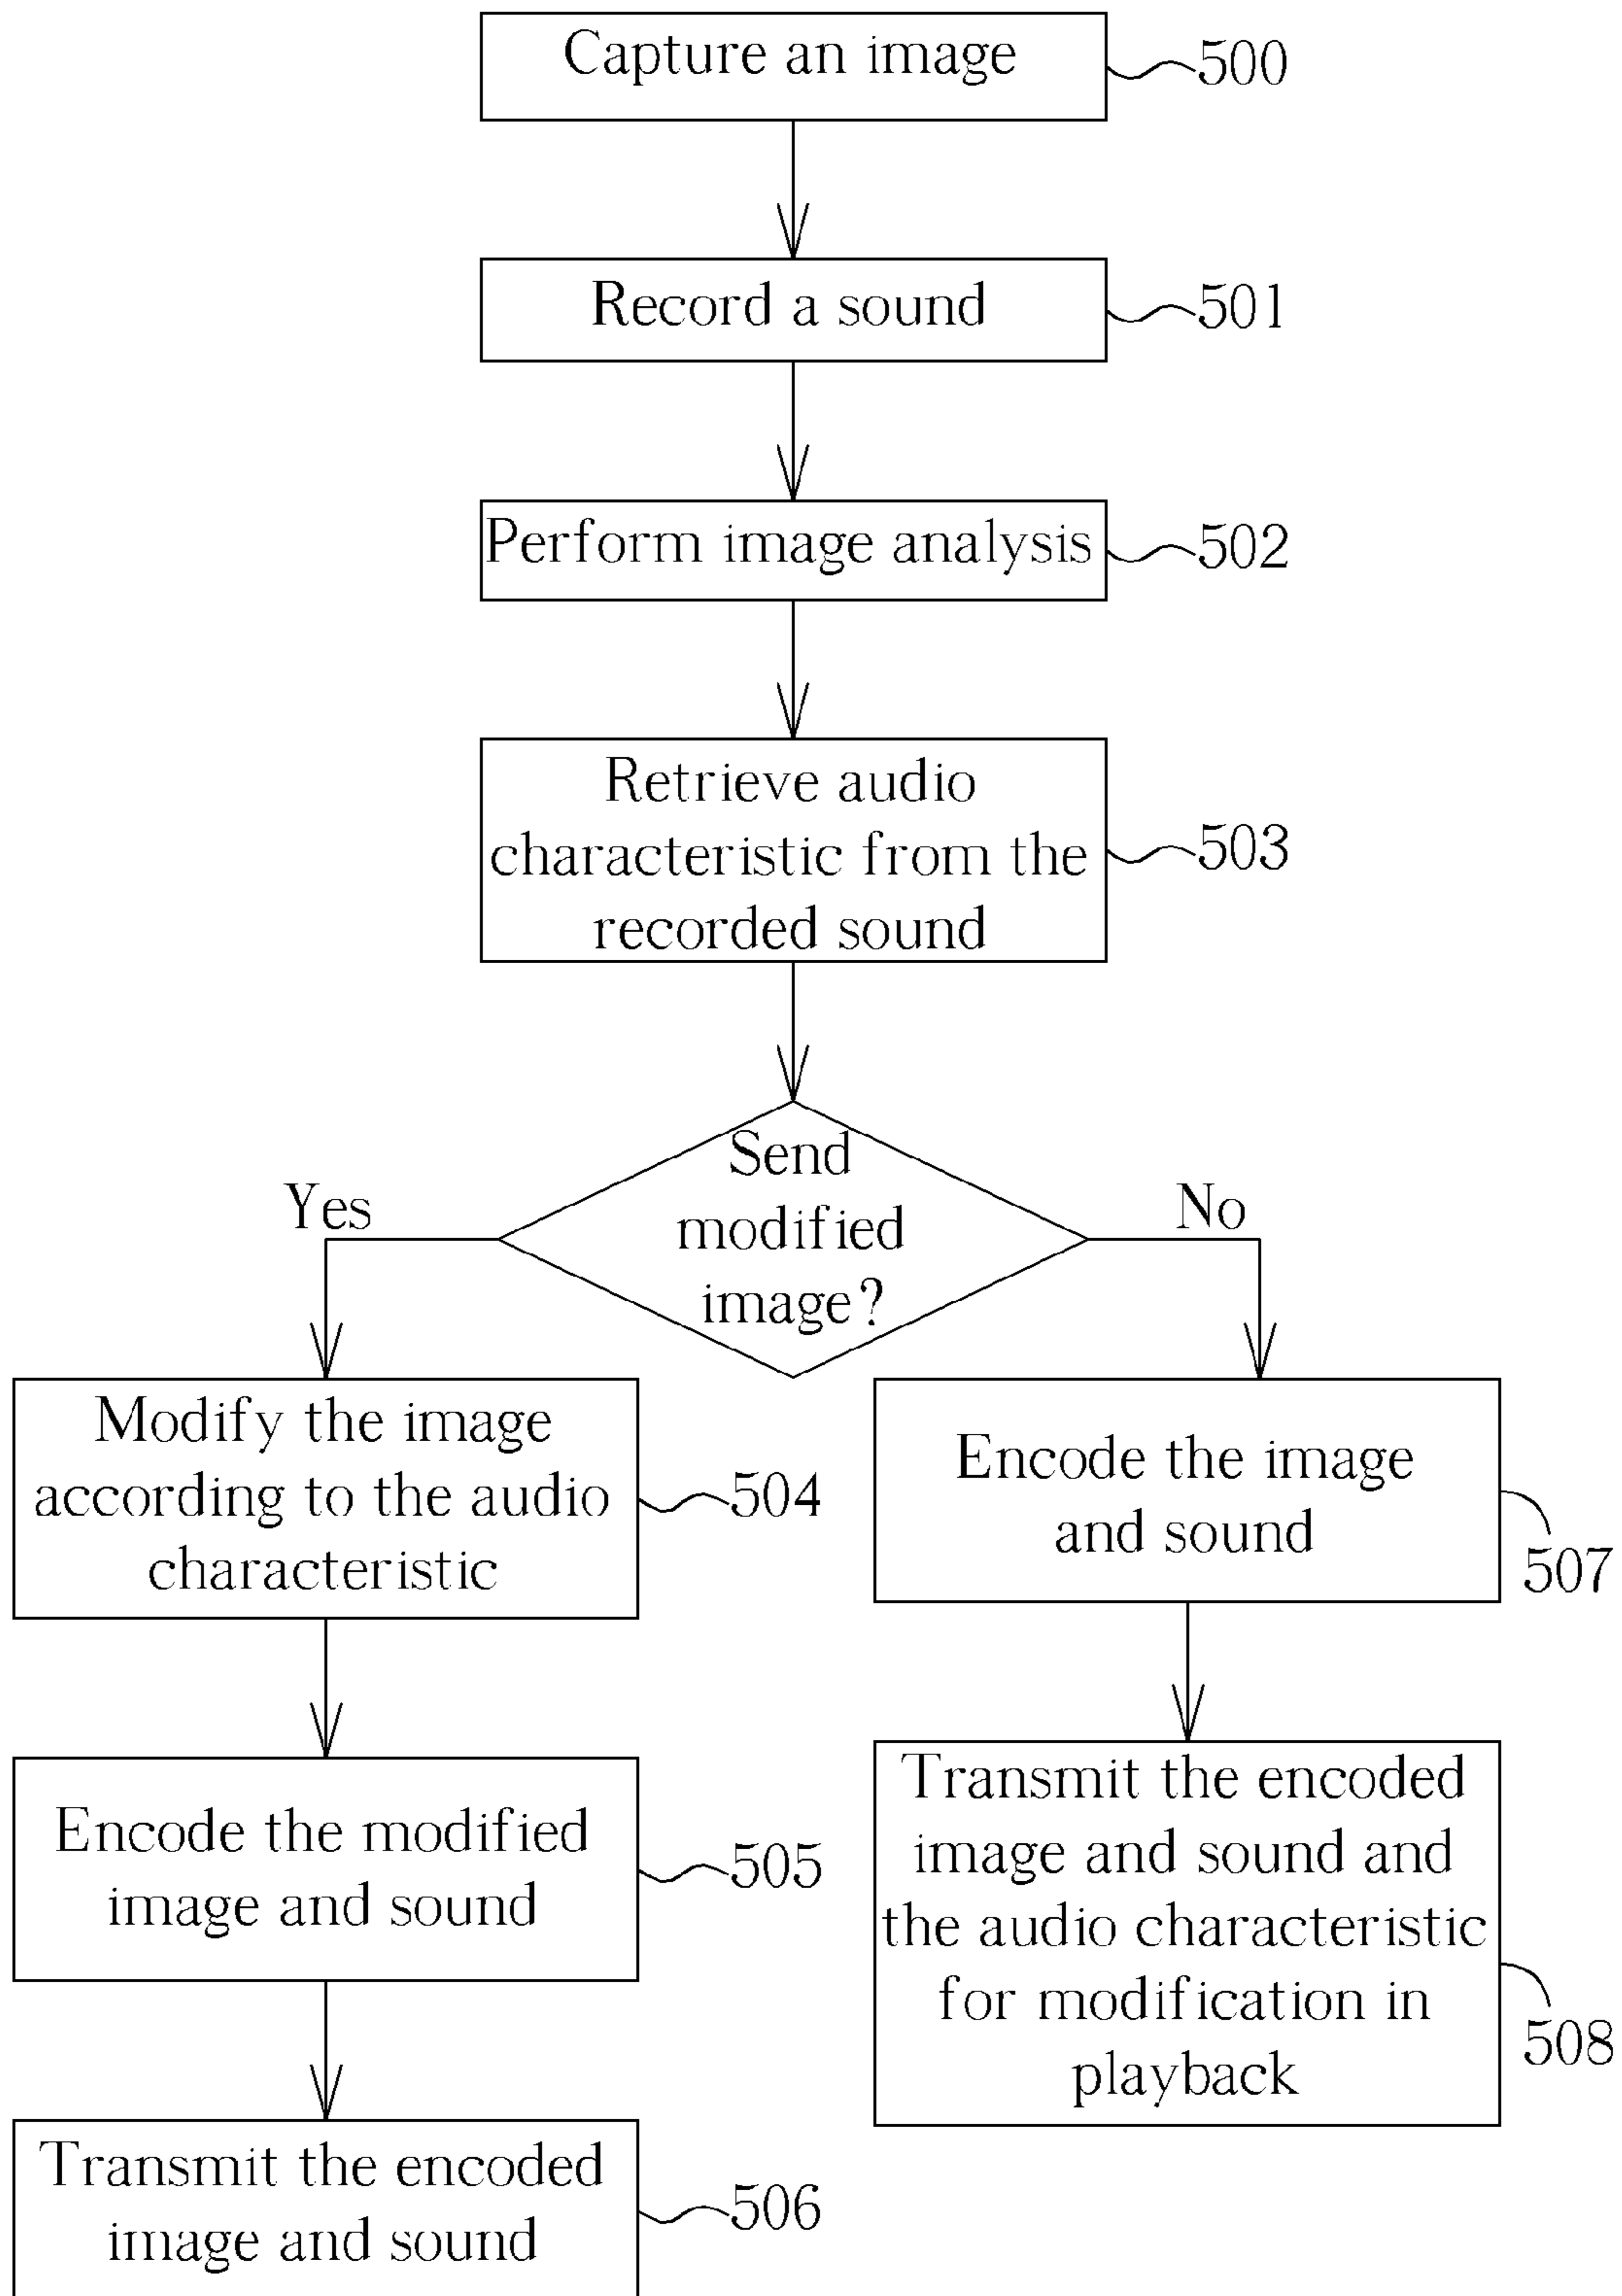 Capture an image
500
Record a sound
501
Perform image analysis
502
Retrieve audio
characteristic from the
recorded sound
503
Send
modified
image?
Yes
No
Modify the image
according to the audio
characteristic
504
Encode the image
and sound
507
Encode the modified
image and sound
505
Transmit the encoded
image and sound and
the audio characteristic
for modification in
playback
508
Transmit the encoded
image and sound
506